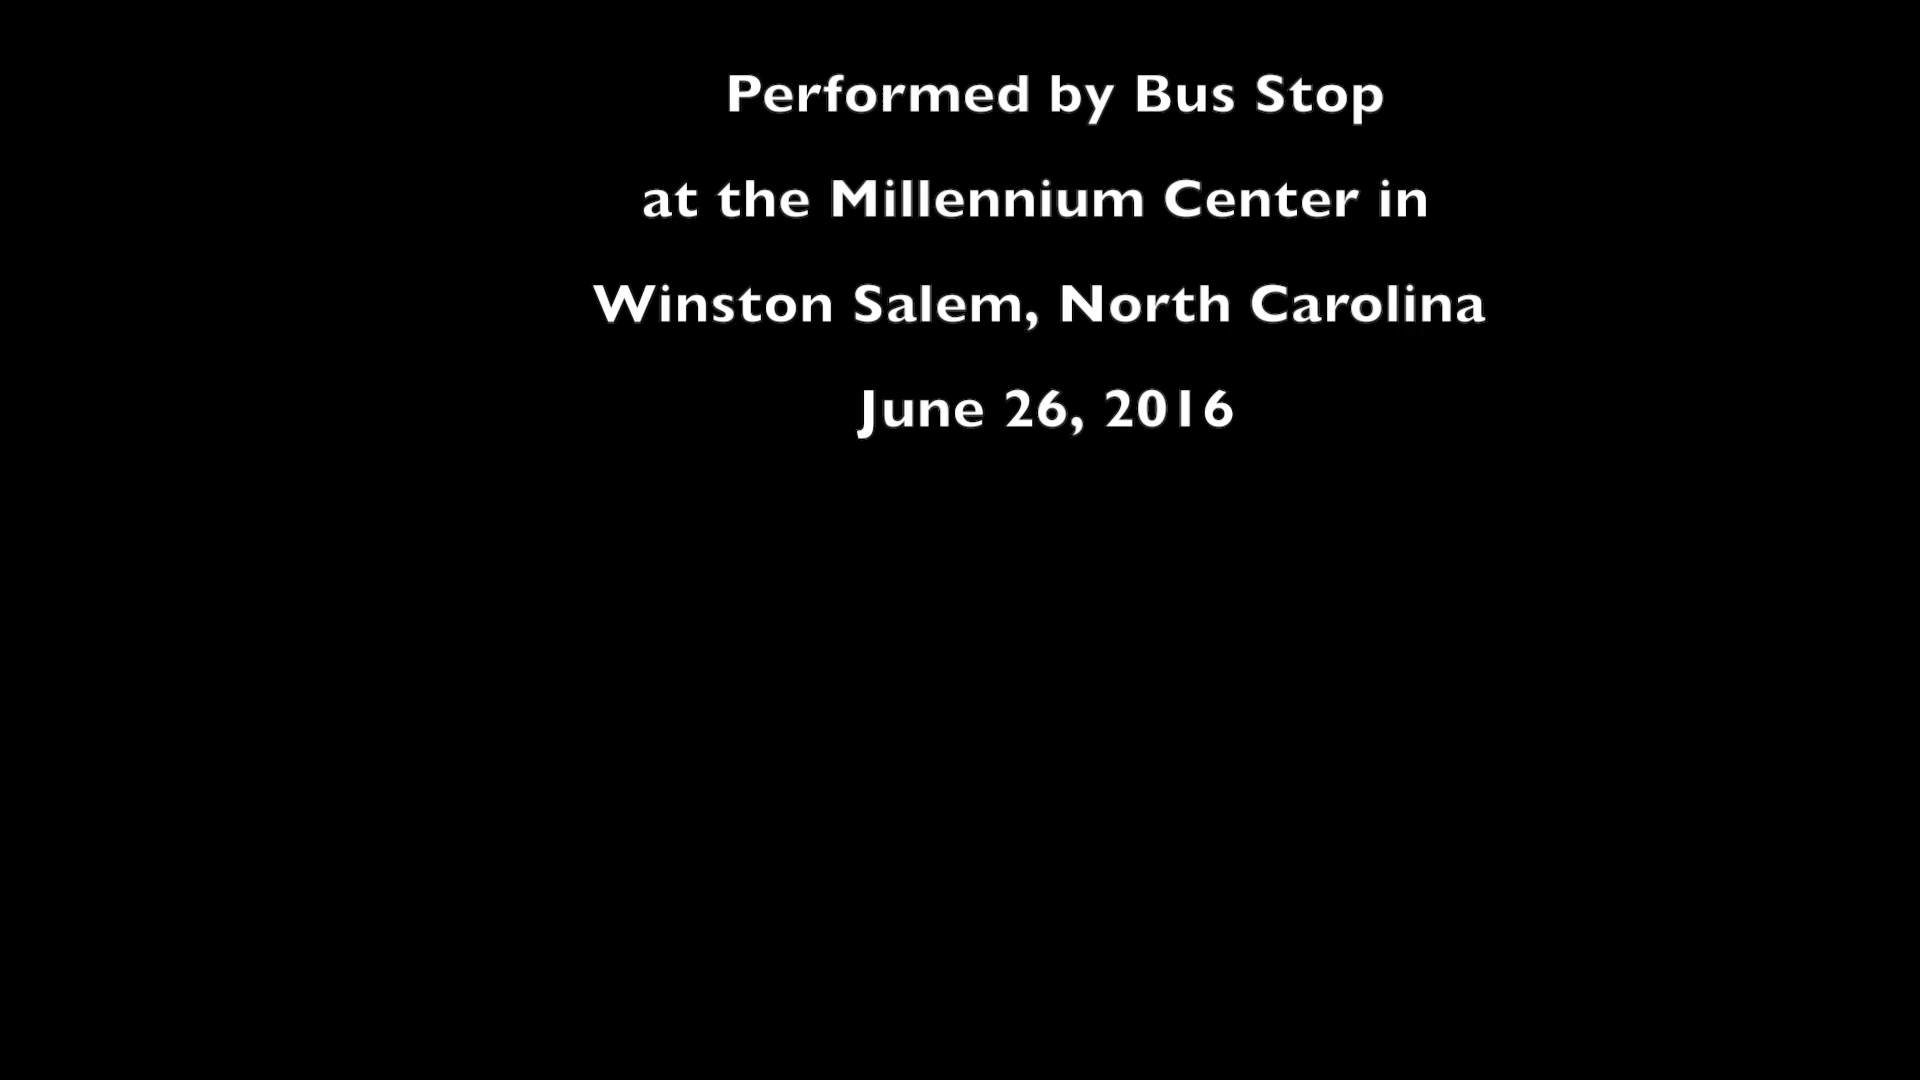 Performed by Bus Stop
at the Millennium Center in
Winston Salem, North Carolina
June 26, 2016